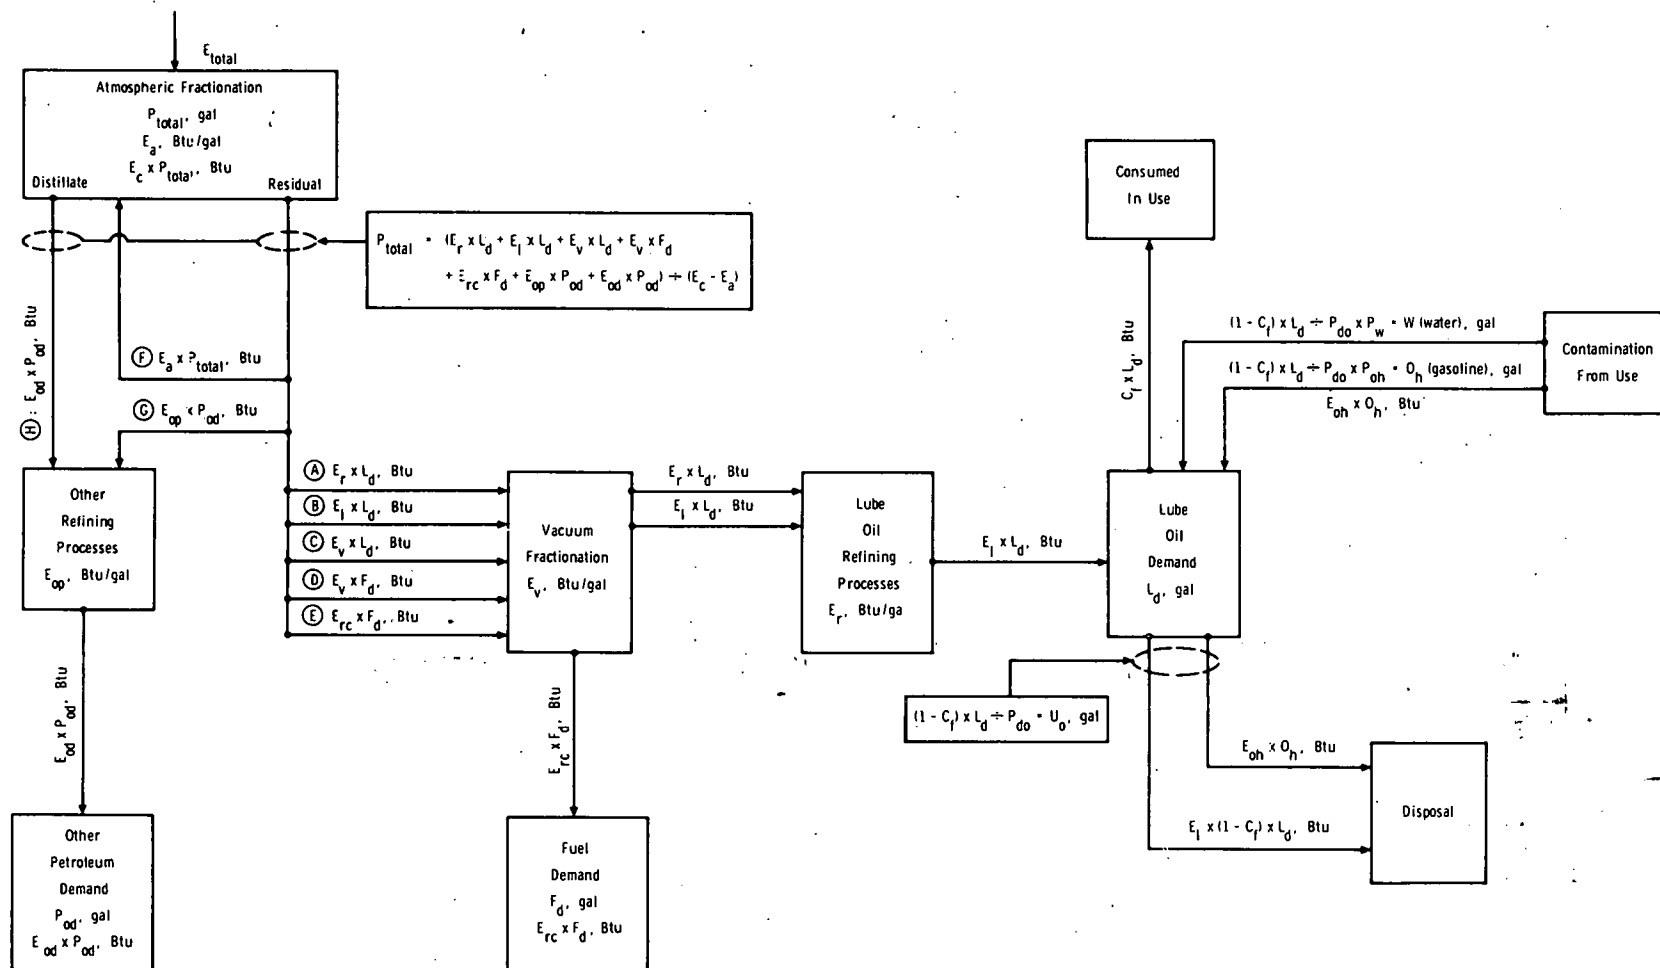 E_total
Atmospheric Fractionation
P_total, gal
E_a, Btu/gal
E_c x P_total, Btu
Distillate
Residual
P_total = (E_r x L_d + E_l x L_d + E_v x L_d + E_v x F_d
+ E_rc x F_d + E_op x P_od + E_od x P_od) ÷ (E_c - E_a)
Ⓗ: E_od x P_od, Btu
Ⓕ E_a x P_total, Btu
Ⓖ E_op x P_od, Btu
Ⓐ E_r x L_d, Btu
Ⓑ E_l x L_d, Btu
Ⓒ E_v x L_d, Btu
Ⓓ E_v x F_d, Btu
Ⓔ E_rc x F_d, Btu
Other
Refining
Processes
E_op, Btu/gal
E_od x P_od, Btu
Other
Petroleum
Demand
P_od, gal
E_od x P_od, Btu
Vacuum
Fractionation
E_v, Btu/gal
E_rc x F_d, Btu
Fuel
Demand
F_d, gal
E_rc x F_d, Btu
E_r x L_d, Btu
E_l x L_d, Btu
Lube
Oil
Refining
Processes
E_r, Btu/ga
E_l x L_d, Btu
Consumed
In Use
C_f x L_d, Btu
(1 - C_f) x L_d ÷ P_do x P_w = W (water), gal
(1 - C_f) x L_d ÷ P_do x P_oh = O_h (gasoline), gal
E_oh x O_h, Btu
Contamination
From Use
Lube
Oil
Demand
L_d, gal
(1 - C_f) x L_d ÷ P_do = U_o, gal
E_oh x O_h, Btu
E_l x (1 - C_f) x L_d, Btu
Disposal